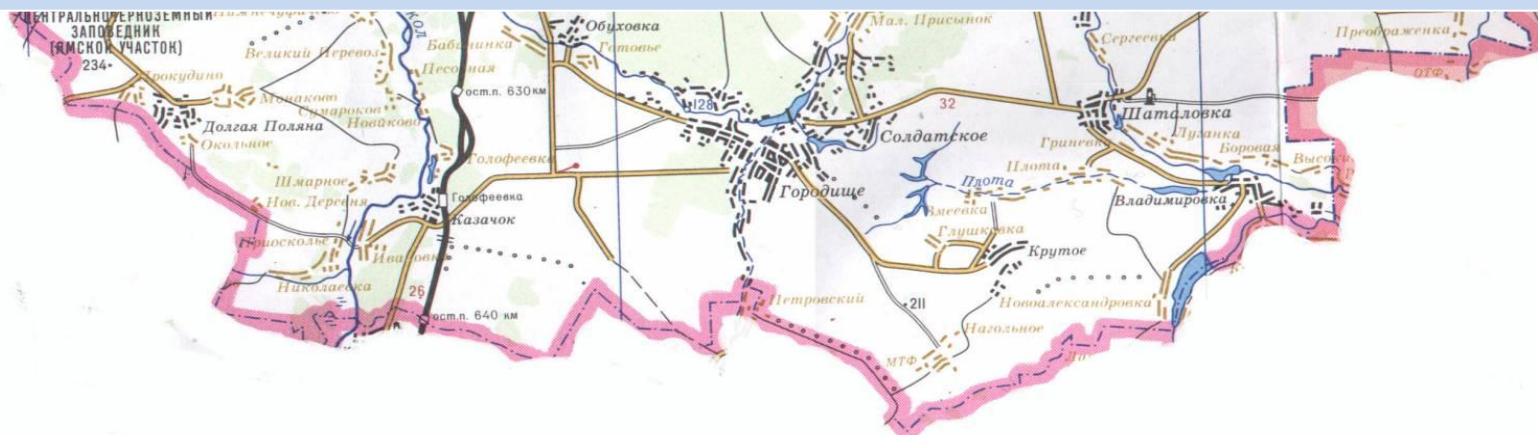 ЦЕНТРАЛЬНОЧЕРНОЗЕМНЫЙ
ЗАПОВЕДНИК
(ЯМСКОЙ УЧАСТОК)
234
Обуховка
Мал. Присынок
Сергеевка
Преображенка
Великий Перевоз
Бабанинка
Готовье
ОТФ
Песочная
Прокудино
Монаково
ост.п. 630 км
128
32
Сумароков
Новиково
Шаталовка
Долгая Поляна
Солдатское
Луганка
Окольное
Голофеевка
Гриневка
Боровая
Плота
Шмарное
Плота
Голофеевка
Городище
Владимировка
Нов. Деревня
Казачок
Змеевка
Глушковка
Приосколье
Ивановка
Крутое
Николаевка
26
Петровский
211
Новоалександровка
ост.п. 640 км
Нагольное
МТФ